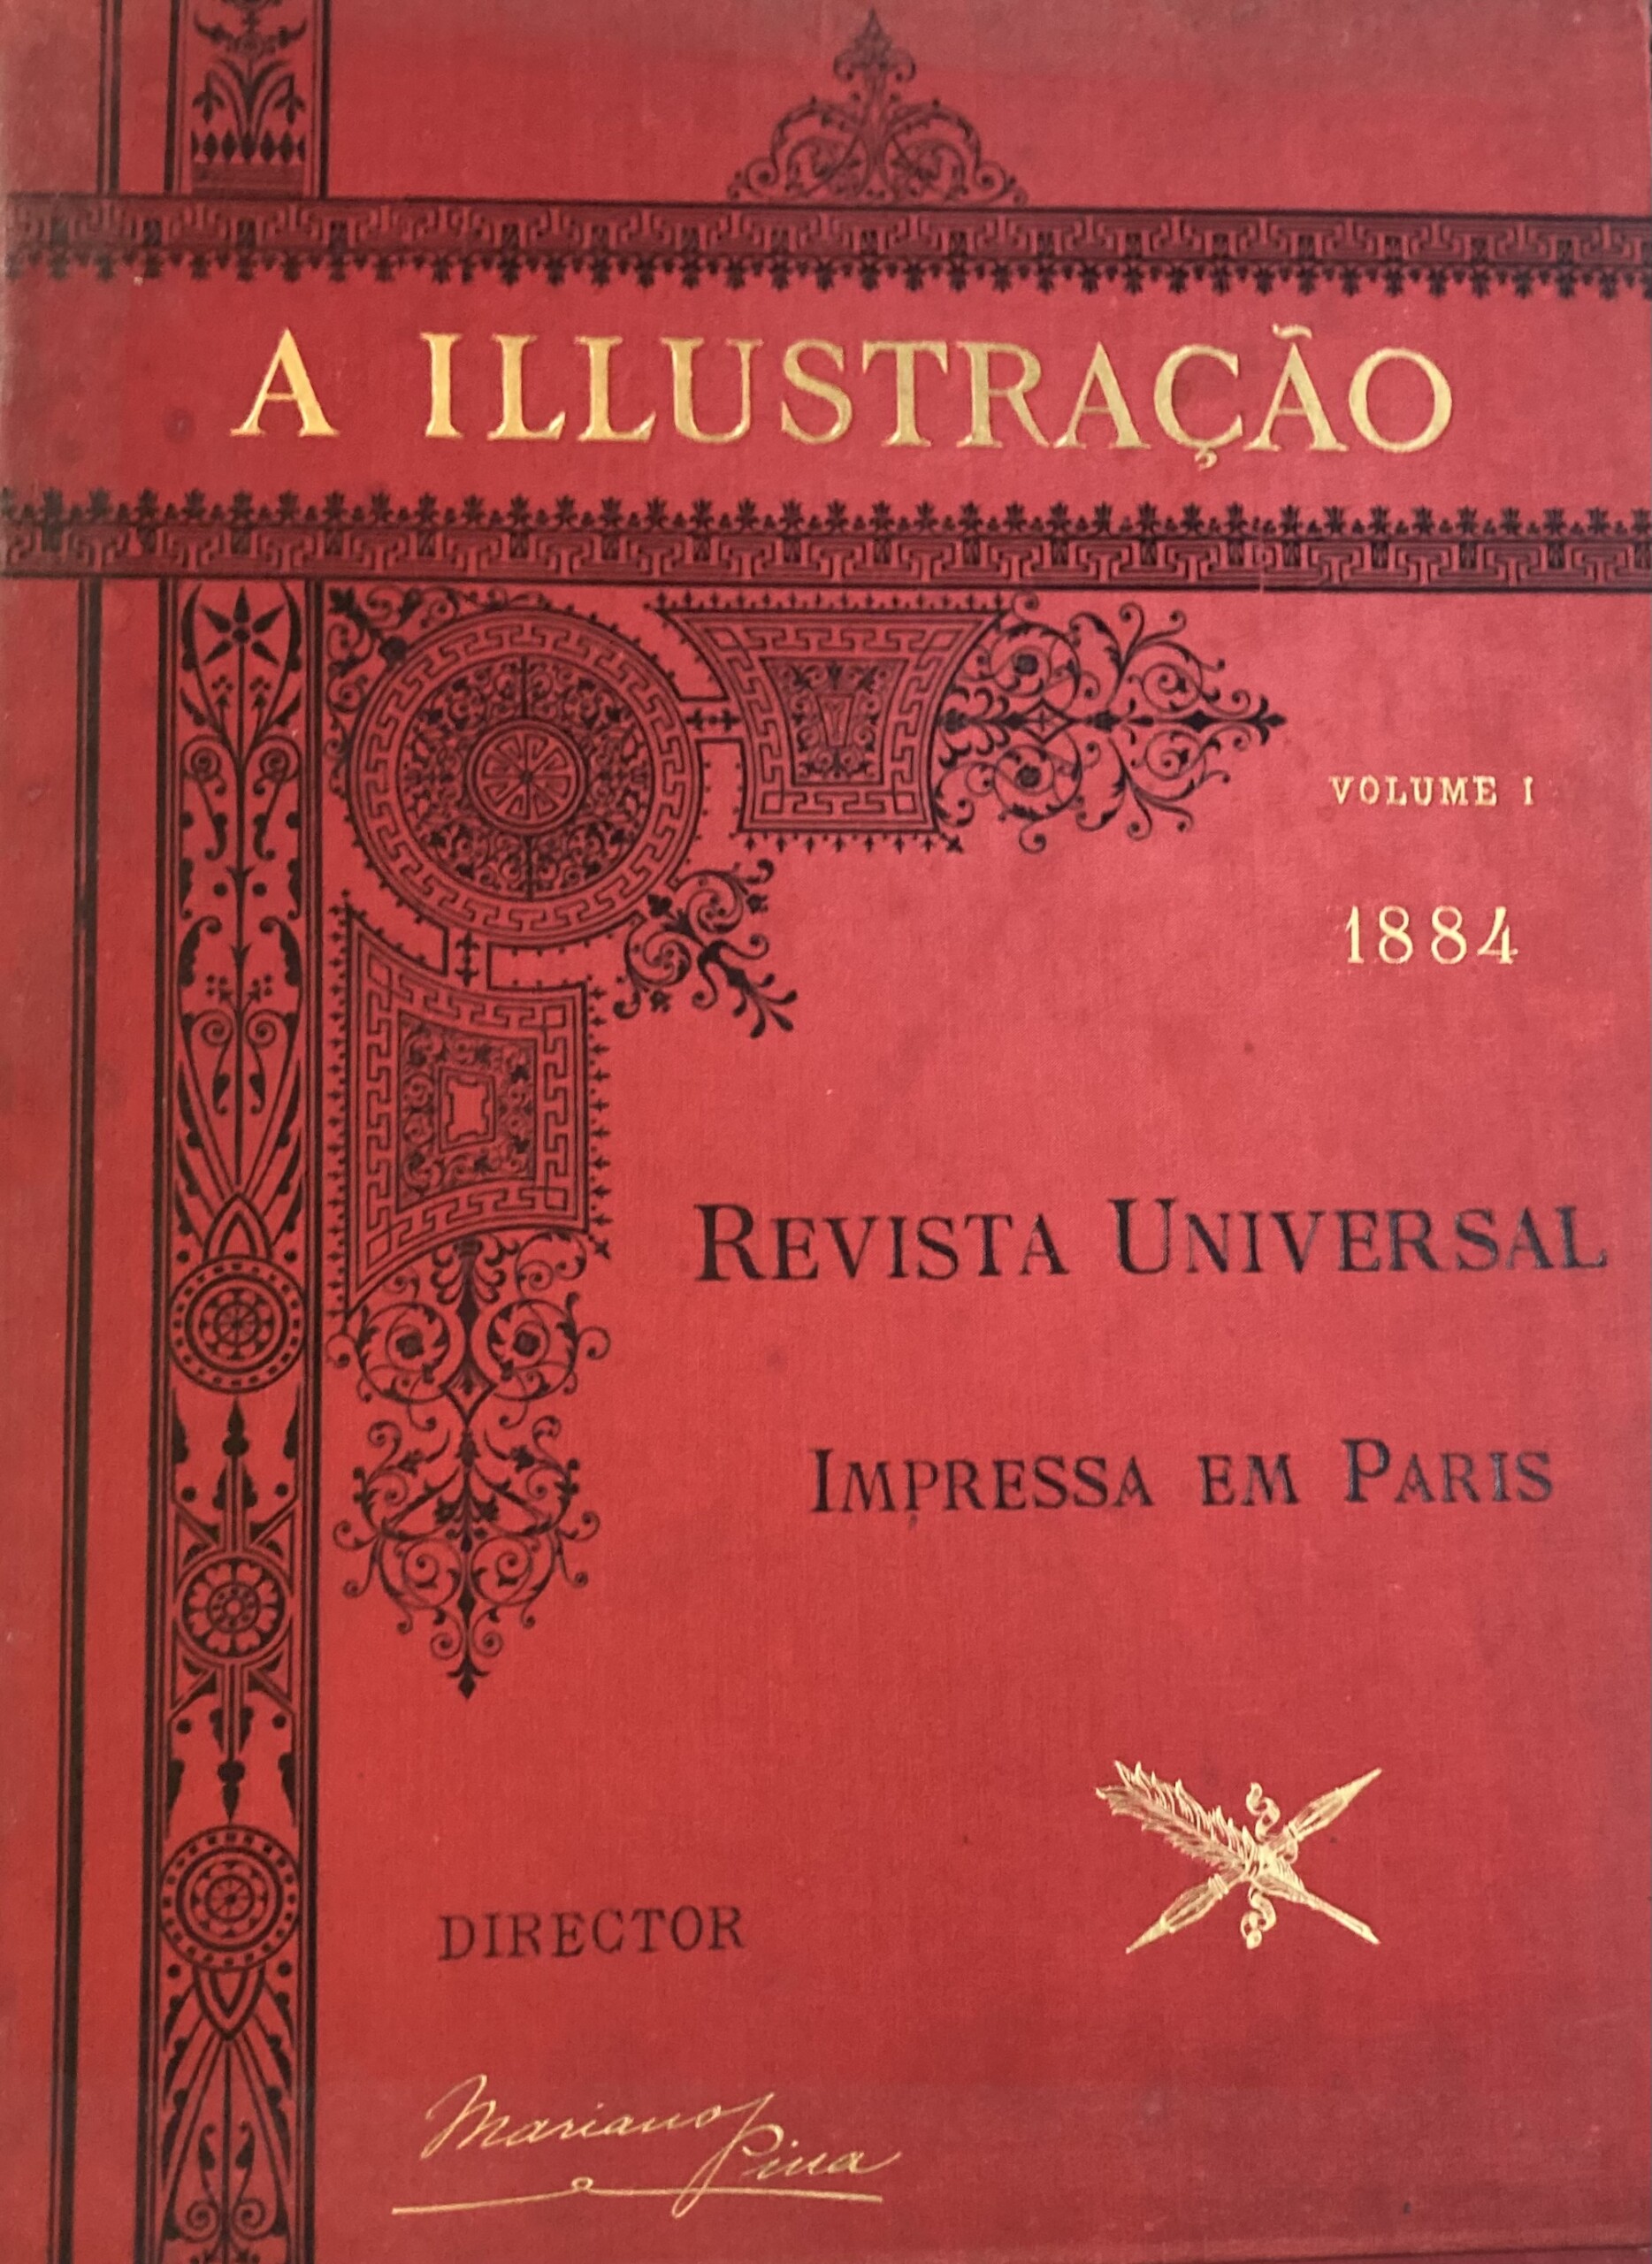 A ILLUSTRAÇÃO
VOLUME I
1884
REVISTA UNIVERSAL
IMPRESSA EM PARIS
DIRECTOR
Mariano Pina